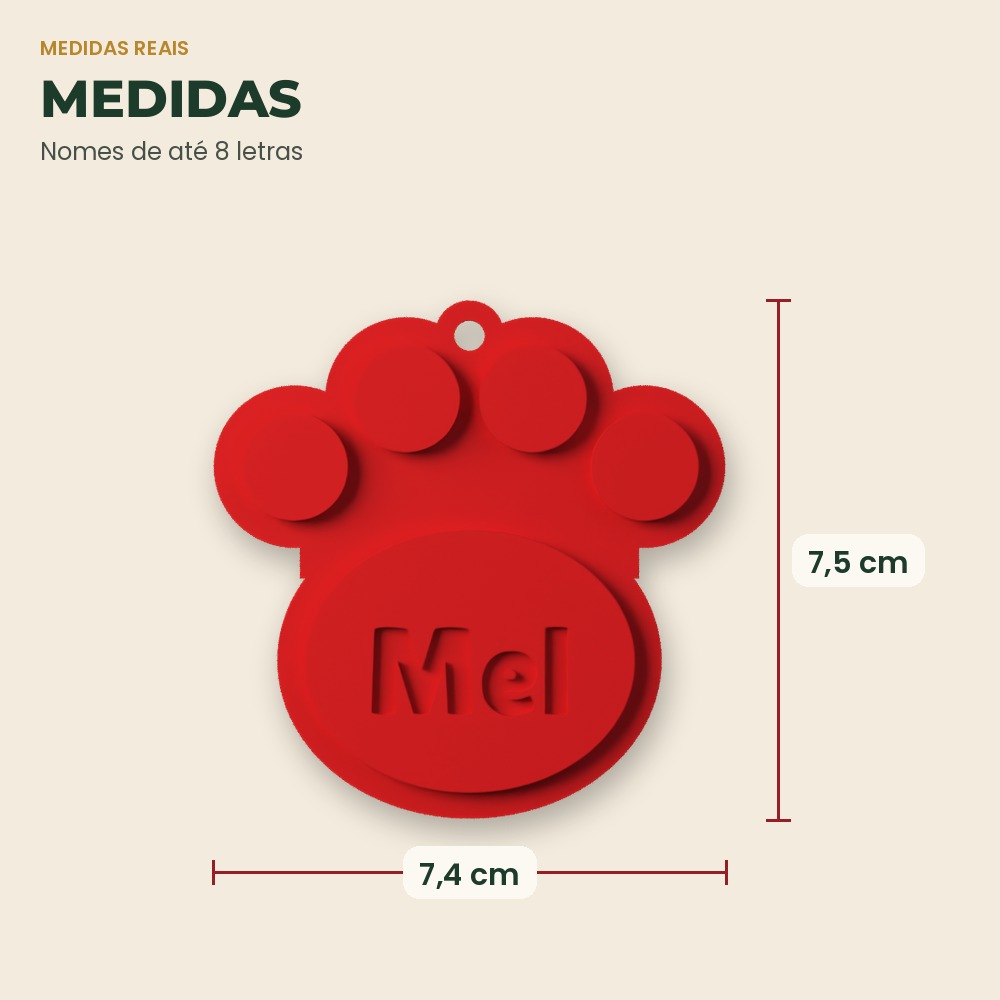 MEDIDAS REAIS
MEDIDAS
Nomes de até 8 letras
7,5 cm
Mel
7,4 cm